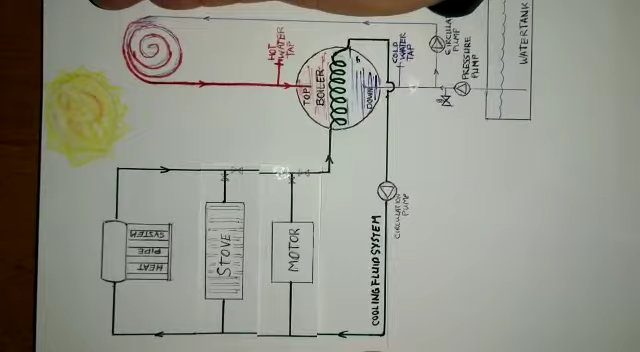 HOT
WATER
TAP
TOP
BOILER
DOWN
COLD
WATER
TAP
PUMP
PRESSURE
PUMP
WATERTANK
CIRCULATION
PUMP
COOLING FLUID SYSTEM
HEAT
PIPE
SYSTEM
STOVE
MOTOR